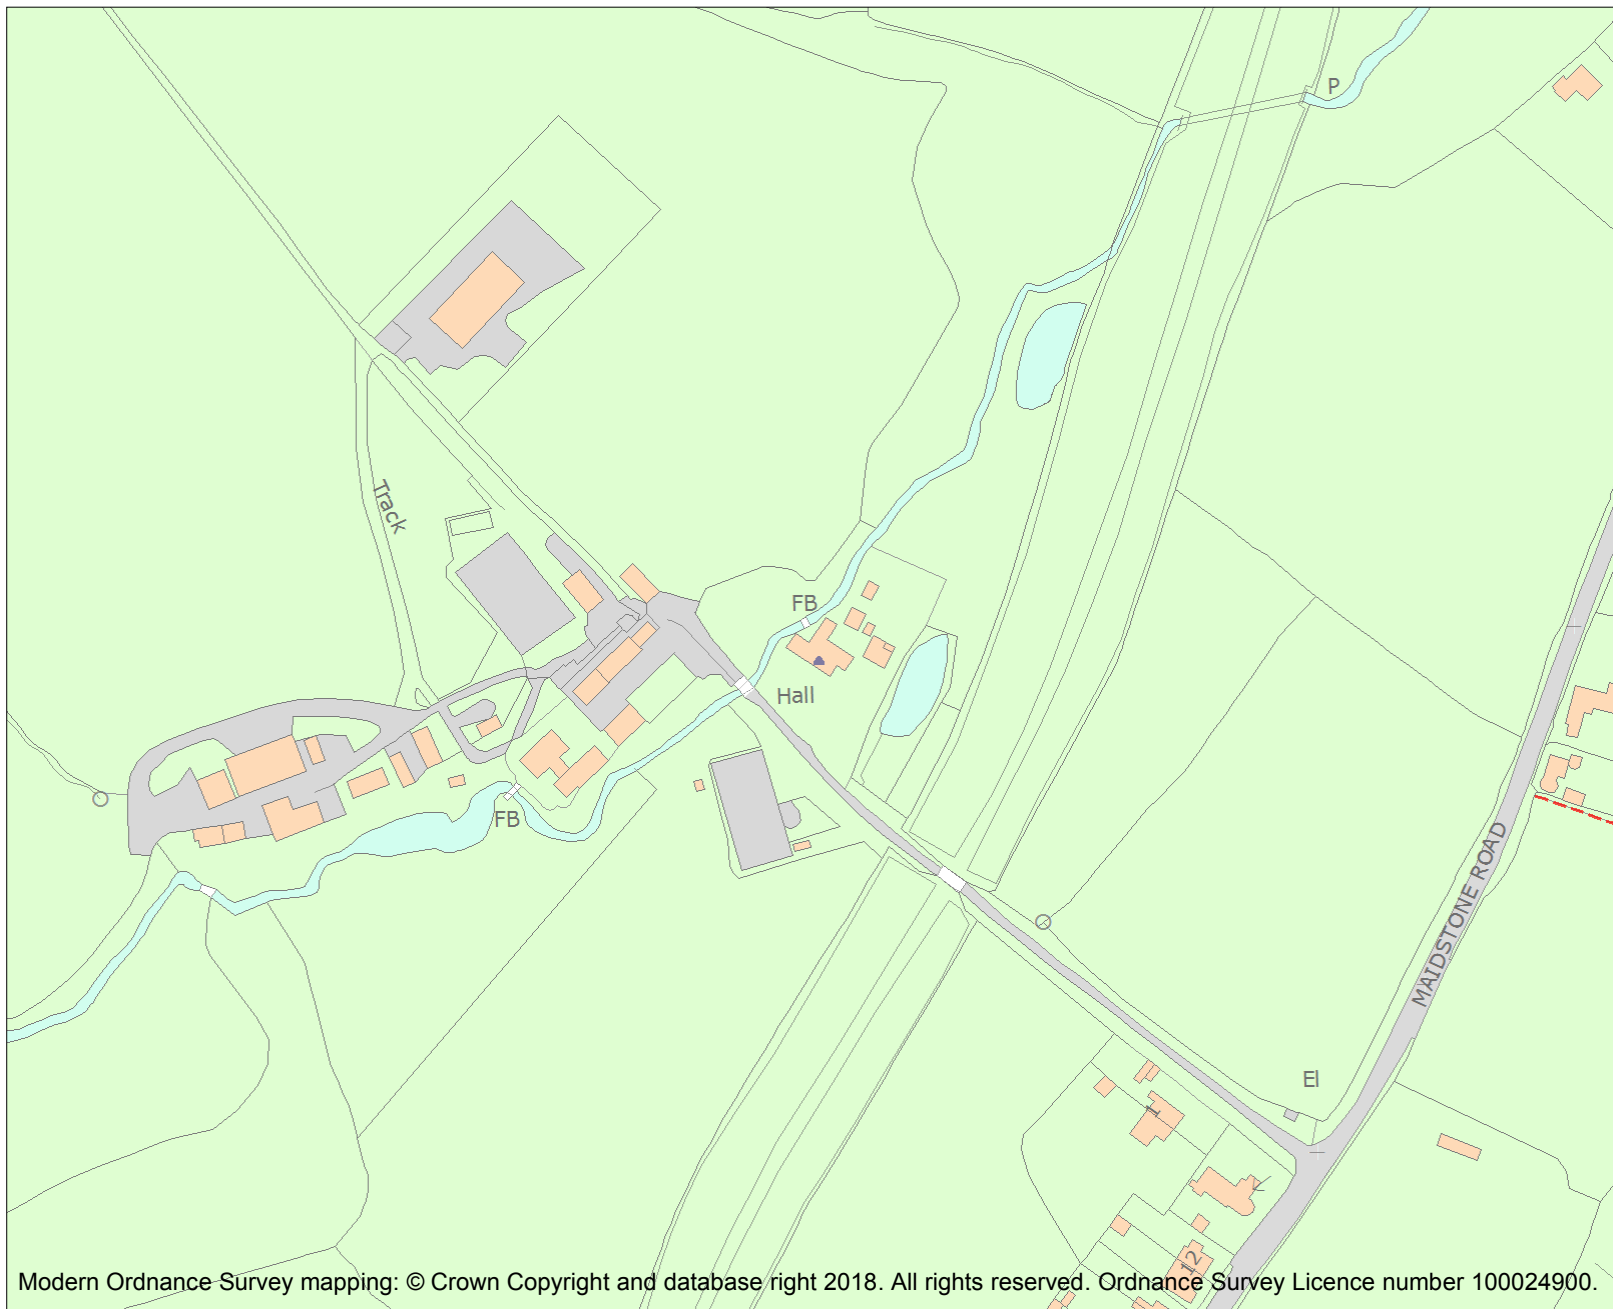 P
Track
FB
Hall
FB
MAIDSTONE ROAD
El
1
12
Modern Ordnance Survey mapping: © Crown Copyright and database right 2018. All rights reserved. Ordnance Survey Licence number 100024900.